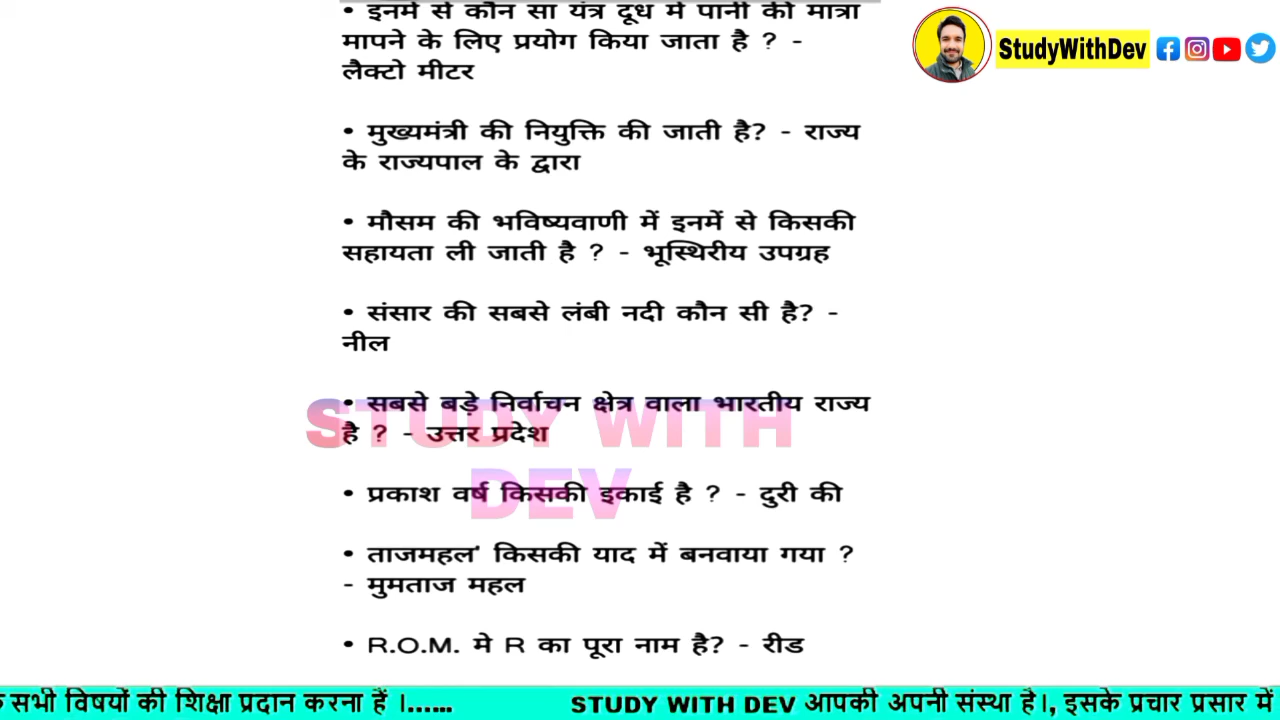 • इनमें से कौन सा यंत्र दूध में पानी की मात्रा
मापने के लिए प्रयोग किया जाता है ? -
लैक्टो मीटर
StudyWithDev
• मुख्यमंत्री की नियुक्ति की जाती है? - राज्य
के राज्यपाल के द्वारा
• मौसम की भविष्यवाणी में इनमें से किसकी
सहायता ली जाती है ? - भूस्थिरीय उपग्रह
• संसार की सबसे लंबी नदी कौन सी है? -
नील
• सबसे बड़े निर्वाचन क्षेत्र वाला भारतीय राज्य
है ? - उत्तर प्रदेश
STUDY WITH
DEV
• प्रकाश वर्ष किसकी इकाई है ? - दुरी की
• ताजमहल' किसकी याद में बनवाया गया ?
- मुमताज महल
• R.O.M. मे R का पूरा नाम है? - रीड
सभी विषयों की शिक्षा प्रदान करना हैं ।...... STUDY WITH DEV आपकी अपनी संस्था है।, इसके प्रचार प्रसार में